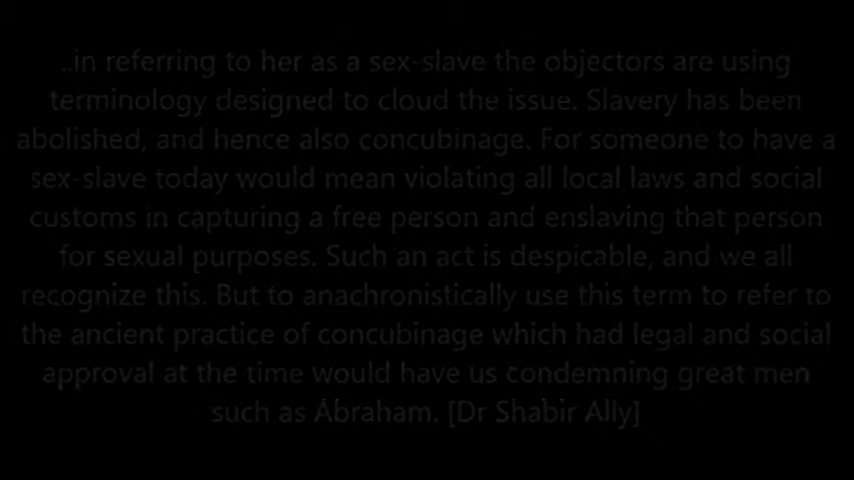 ..in referring to her as a sex-slave the objectors are using
terminology designed to cloud the issue. Slavery has been
abolished, and hence also concubinage. For someone to have a
sex-slave today would mean violating all local laws and social
customs in capturing a free person and enslaving that person
for sexual purposes. Such an act is despicable, and we all
recognize this. But to anachronistically use this term to refer to
the ancient practice of concubinage which had legal and social
approval at the time would have us condemning great men
such as Abraham. [Dr Shabir Ally]